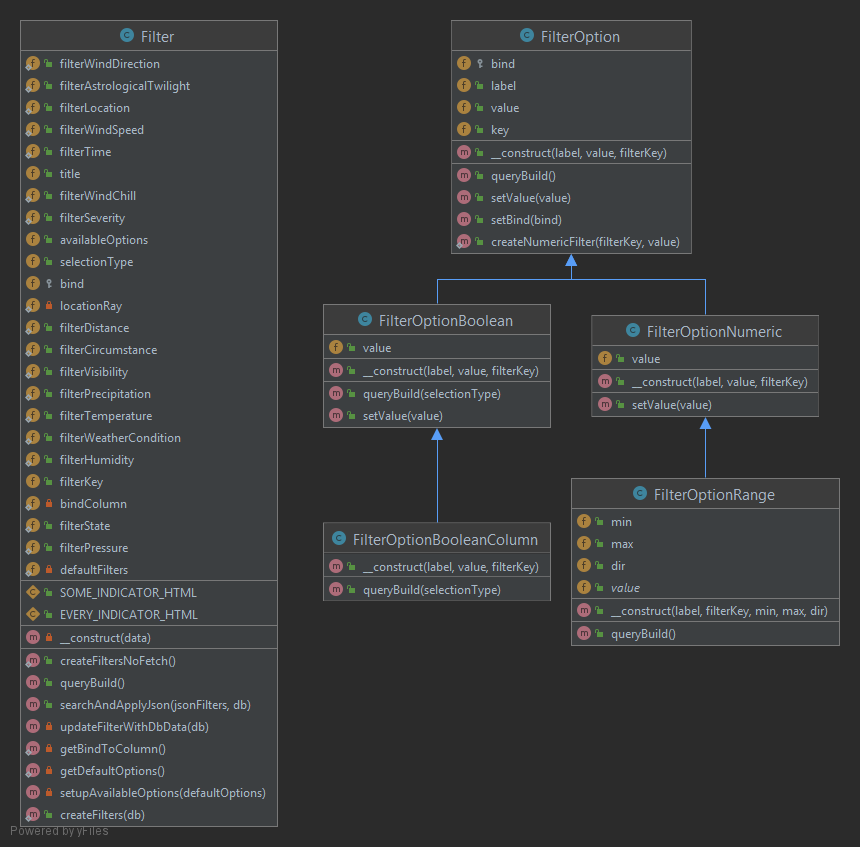 Filter
filterWindDirection
filterAstrologicalTwilight
filterLocation
filterWindSpeed
filterTime
title
filterWindChill
filterSeverity
availableOptions
selectionType
bind
locationRay
filterDistance
filterCircumstance
filterVisibility
filterPrecipitation
filterTemperature
filterWeatherCondition
filterHumidity
filterKey
bindColumn
filterState
filterPressure
defaultFilters
SOME_INDICATOR_HTML
EVERY_INDICATOR_HTML
__construct(data)
createFiltersNoFetch()
queryBuild()
searchAndApplyJson(jsonFilters, db)
updateFilterWithDbData(db)
getBindToColumn()
getDefaultOptions()
setupAvailableOptions(defaultOptions)
createFilters(db)
FilterOption
bind
label
value
key
__construct(label, value, filterKey)
queryBuild()
setValue(value)
setBind(bind)
createNumericFilter(filterKey, value)
FilterOptionBoolean
value
__construct(label, value, filterKey)
queryBuild(selectionType)
setValue(value)
FilterOptionNumeric
value
__construct(label, value, filterKey)
setValue(value)
FilterOptionBooleanColumn
__construct(label, value, filterKey)
queryBuild(selectionType)
FilterOptionRange
min
max
dir
value
__construct(label, filterKey, min, max, dir)
queryBuild()
Powered by yFiles